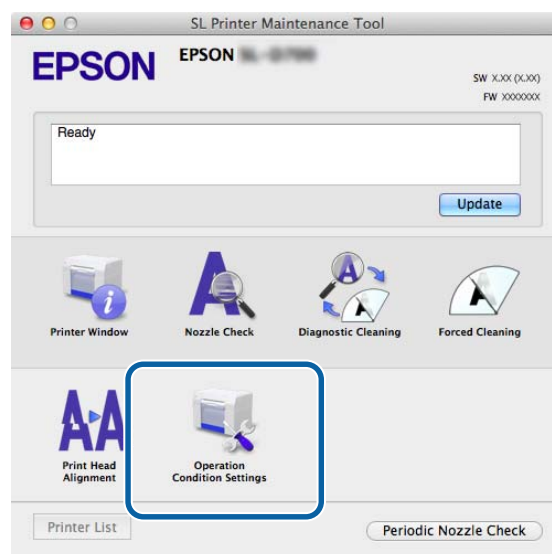 SL Printer Maintenance Tool
EPSON
EPSON
SW X.XX (X.XX)
FW XXXXXXX
Ready
Update
Printer Window
Nozzle Check
Diagnostic Cleaning
Forced Cleaning
Print Head
Alignment
Operation
Condition Settings
Printer List
Periodic Nozzle Check